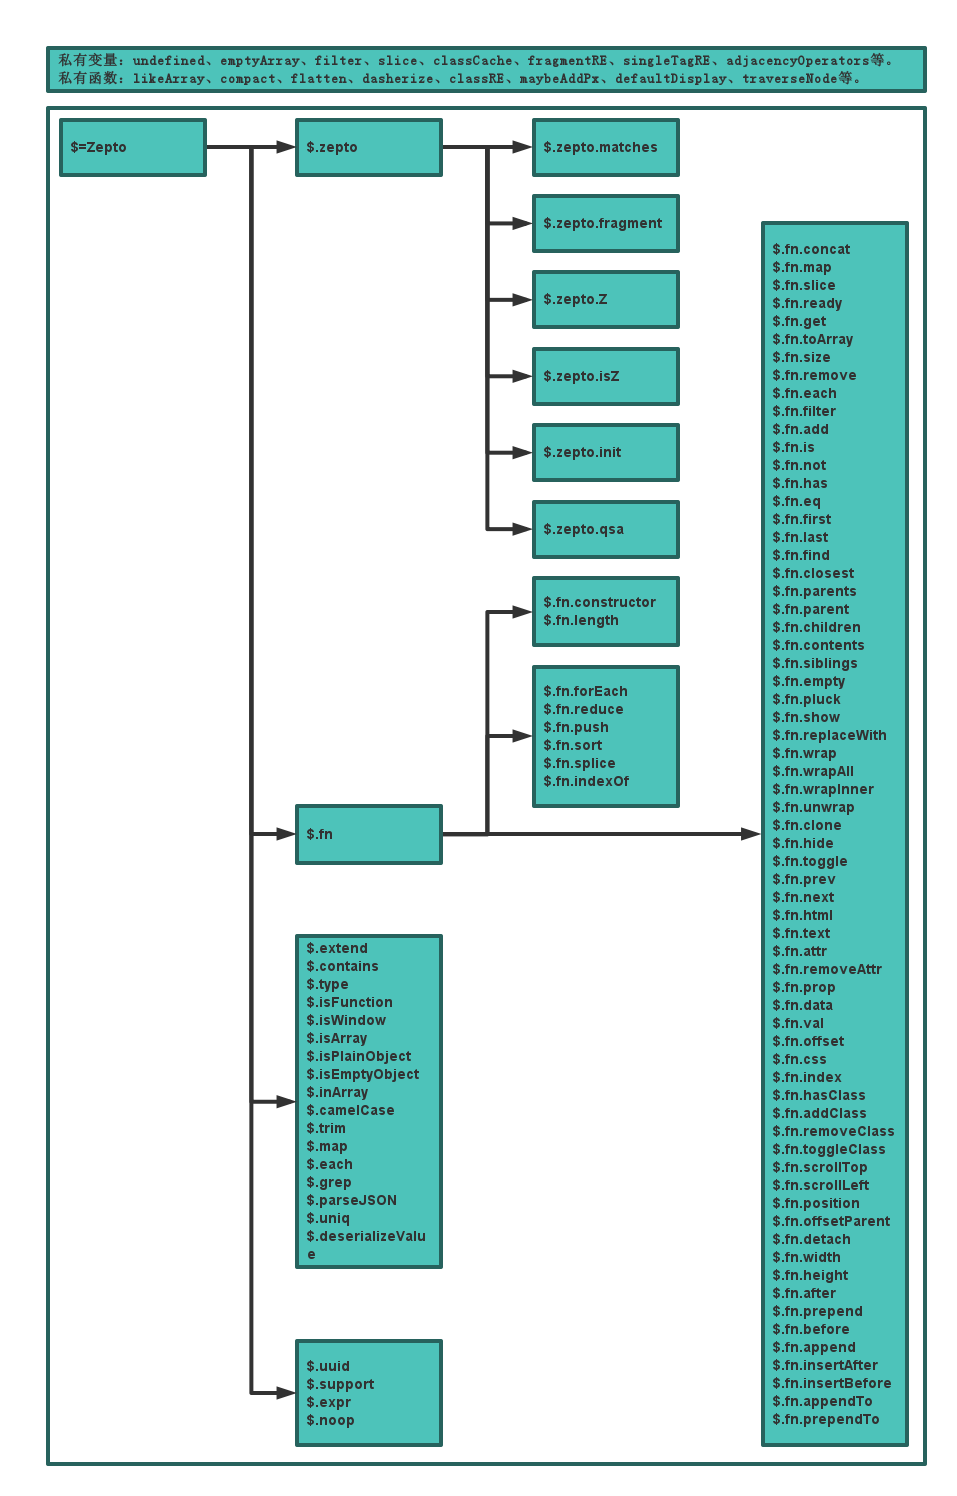 私有变量：undefined、emptyArray、filter、slice、classCache、fragmentRE、singleTagRE、adjacencyOperators等。
私有函数：likeArray、compact、flatten、dasherize、classRE、maybeAddPx、defaultDisplay、traverseNode等。
$=Zepto
$.zepto
$.zepto.matches
$.zepto.fragment
$.zepto.Z
$.zepto.isZ
$.zepto.init
$.zepto.qsa
$.fn.constructor
$.fn.length
$.fn.forEach
$.fn.reduce
$.fn.push
$.fn.sort
$.fn.splice
$.fn.indexOf
$.fn
$.extend
$.contains
$.type
$.isFunction
$.isWindow
$.isArray
$.isPlainObject
$.isEmptyObject
$.inArray
$.camelCase
$.trim
$.map
$.each
$.grep
$.parseJSON
$.uniq
$.deserializeValu
e
$.uuid
$.support
$.expr
$.noop
$.fn.concat
$.fn.map
$.fn.slice
$.fn.ready
$.fn.get
$.fn.toArray
$.fn.size
$.fn.remove
$.fn.each
$.fn.filter
$.fn.add
$.fn.is
$.fn.not
$.fn.has
$.fn.eq
$.fn.first
$.fn.last
$.fn.find
$.fn.closest
$.fn.parents
$.fn.parent
$.fn.children
$.fn.contents
$.fn.siblings
$.fn.empty
$.fn.pluck
$.fn.show
$.fn.replaceWith
$.fn.wrap
$.fn.wrapAll
$.fn.wrapInner
$.fn.unwrap
$.fn.clone
$.fn.hide
$.fn.toggle
$.fn.prev
$.fn.next
$.fn.html
$.fn.text
$.fn.attr
$.fn.removeAttr
$.fn.prop
$.fn.data
$.fn.val
$.fn.offset
$.fn.css
$.fn.index
$.fn.hasClass
$.fn.addClass
$.fn.removeClass
$.fn.toggleClass
$.fn.scrollTop
$.fn.scrollLeft
$.fn.position
$.fn.offsetParent
$.fn.detach
$.fn.width
$.fn.height
$.fn.after
$.fn.prepend
$.fn.before
$.fn.append
$.fn.insertAfter
$.fn.insertBefore
$.fn.appendTo
$.fn.prependTo